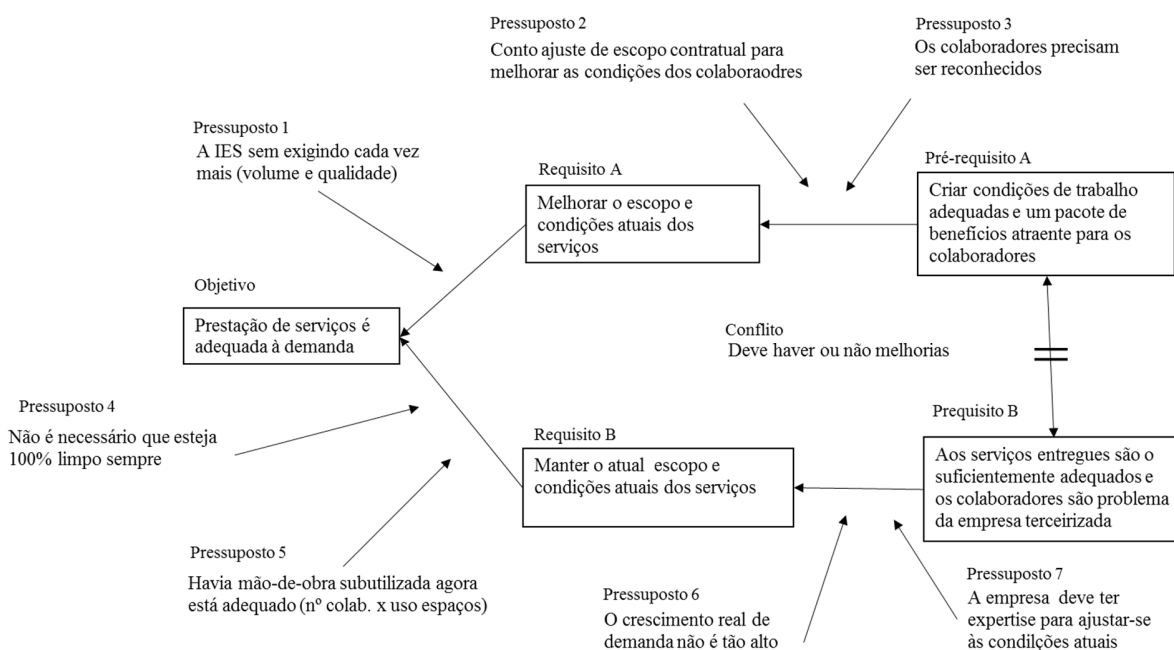 Pressuposto 2
Conto ajuste de escopo contratual para
melhorar as condições dos colaboraodres
Pressuposto 3
Os colaboradores precisam
ser reconhecidos
Pressuposto 1
A IES sem exigindo cada vez
mais (volume e qualidade)
Requisito A
Melhorar o escopo e
condições atuais dos
serviços
Pré-requisito A
Criar condições de trabalho
adequadas e um pacote de
benefícios atraente para os
colaboradores
Objetivo
Prestação de serviços é
adequada à demanda
Conflito
Deve haver ou não melhorias
Pressuposto 4
Não é necessário que esteja
100% limpo sempre
Requisito B
Manter o atual escopo e
condições atuais dos serviços
Prequisito B
Aos serviços entregues são o
suficientemente adequados e
os colaboradores são problema
da empresa terceirizada
Pressuposto 5
Havia mão-de-obra subutilizada agora
está adequado (nº colab. x uso espaços)
Pressuposto 6
O crescimento real de
demanda não é tão alto
Pressuposto 7
A empresa deve ter
expertise para ajustar-se
às condilções atuais